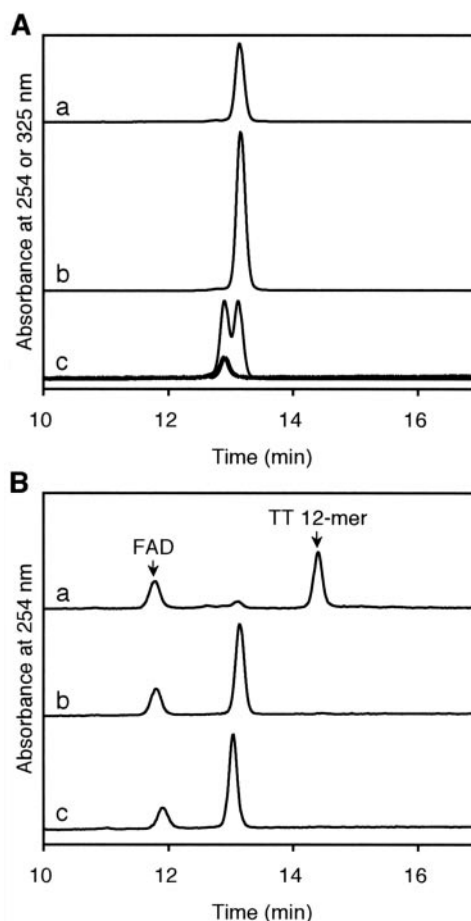 A
Absorbance at 254 or 325 nm
a
b
c
10 12 14 16
Time (min)
B
Absorbance at 254 nm
FAD
TT 12-mer
a
b
c
10 12 14 16
Time (min)